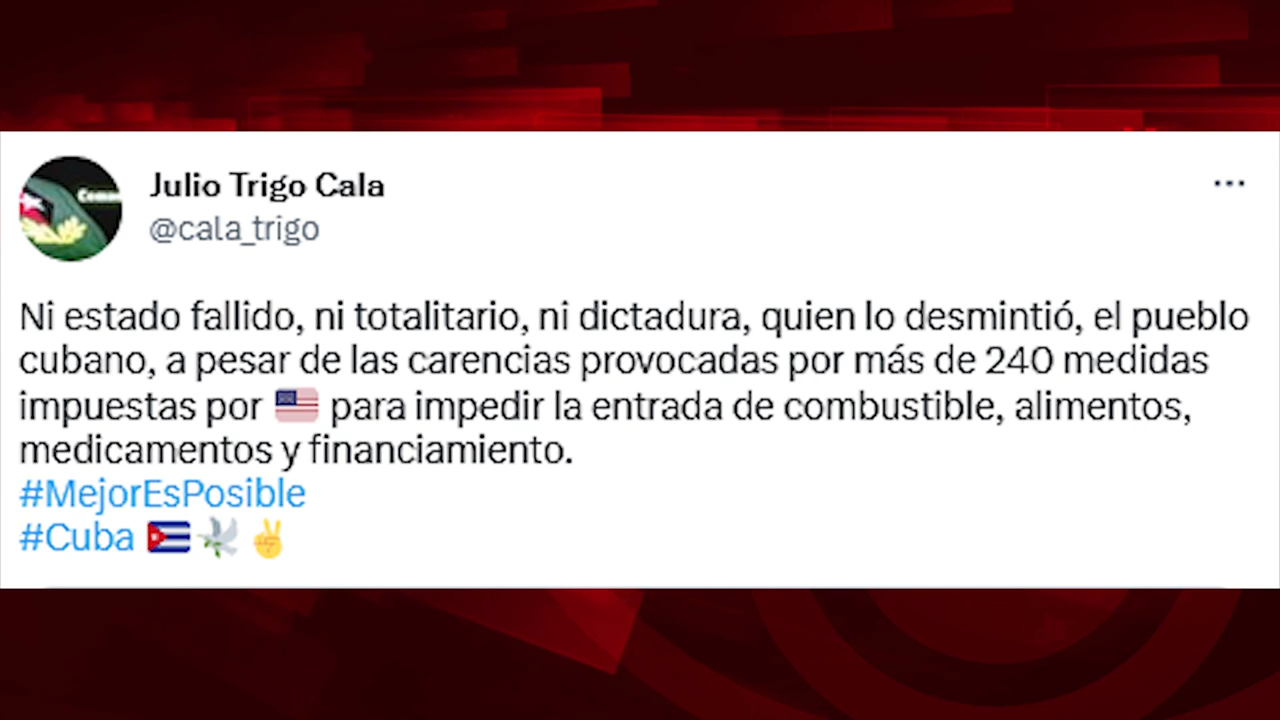 Julio Trigo Cala
@cala_trigo
Ni estado fallido, ni totalitario, ni dictadura, quien lo desmintió, el pueblo
cubano, a pesar de las carencias provocadas por más de 240 medidas
impuestas por 🇺🇸 para impedir la entrada de combustible, alimentos,
medicamentos y financiamiento.
#MejorEsPosible
#Cuba 🇨🇺 🕊️ ✌️